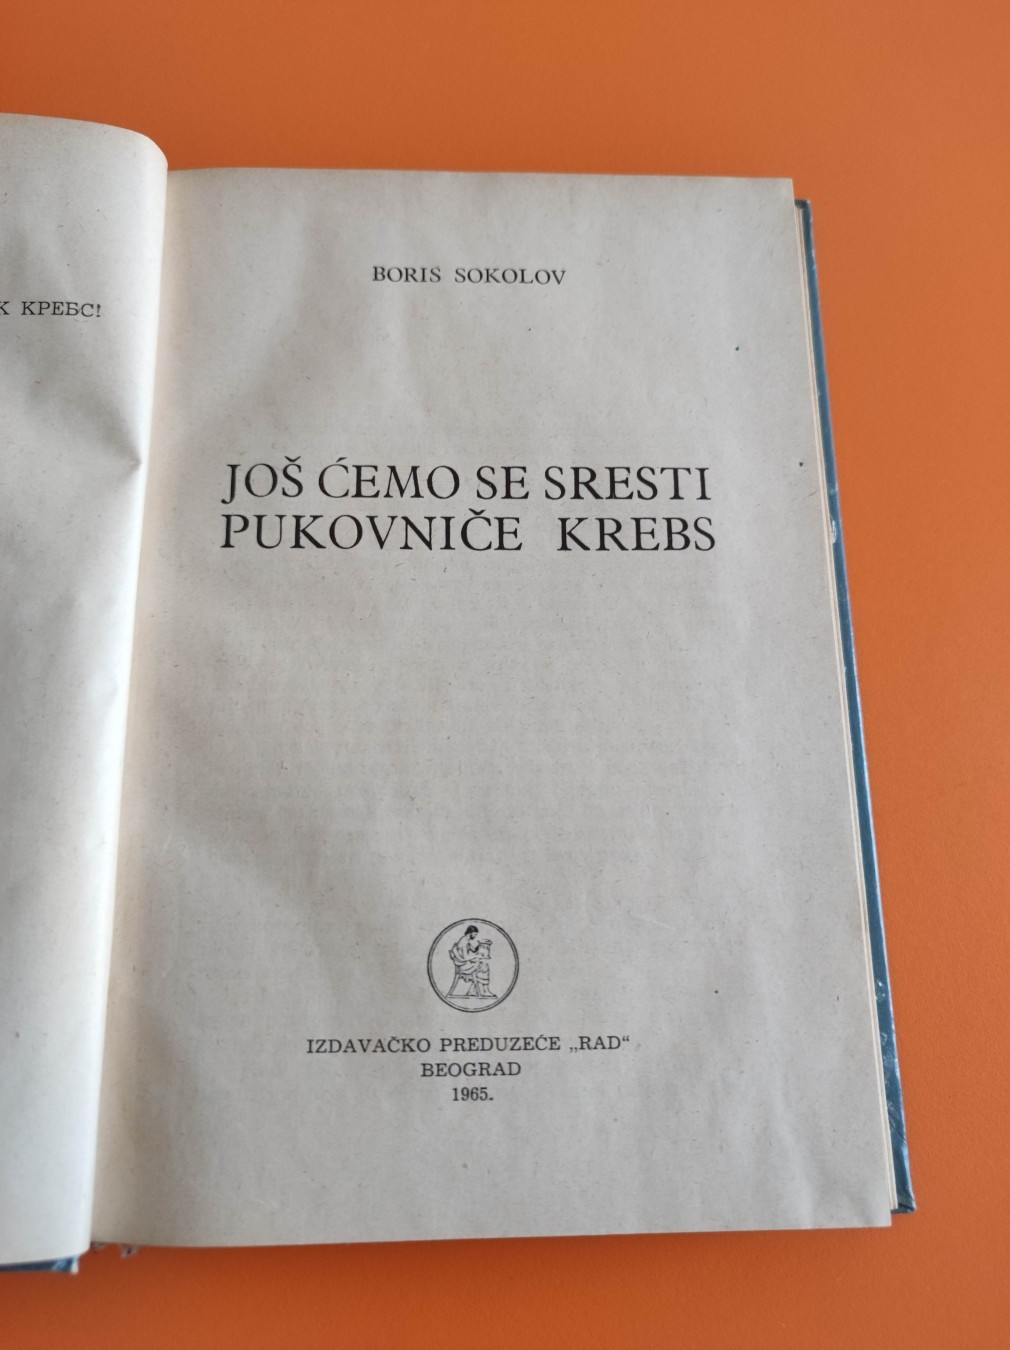 К КРЕБС!
BORIS SOKOLOV
JOŠ ĆEMO SE SRESTI
PUKOVNIČE KREBS
IZDAVAČKO PREDUZEĆE „RAD“
BEOGRAD
1965.